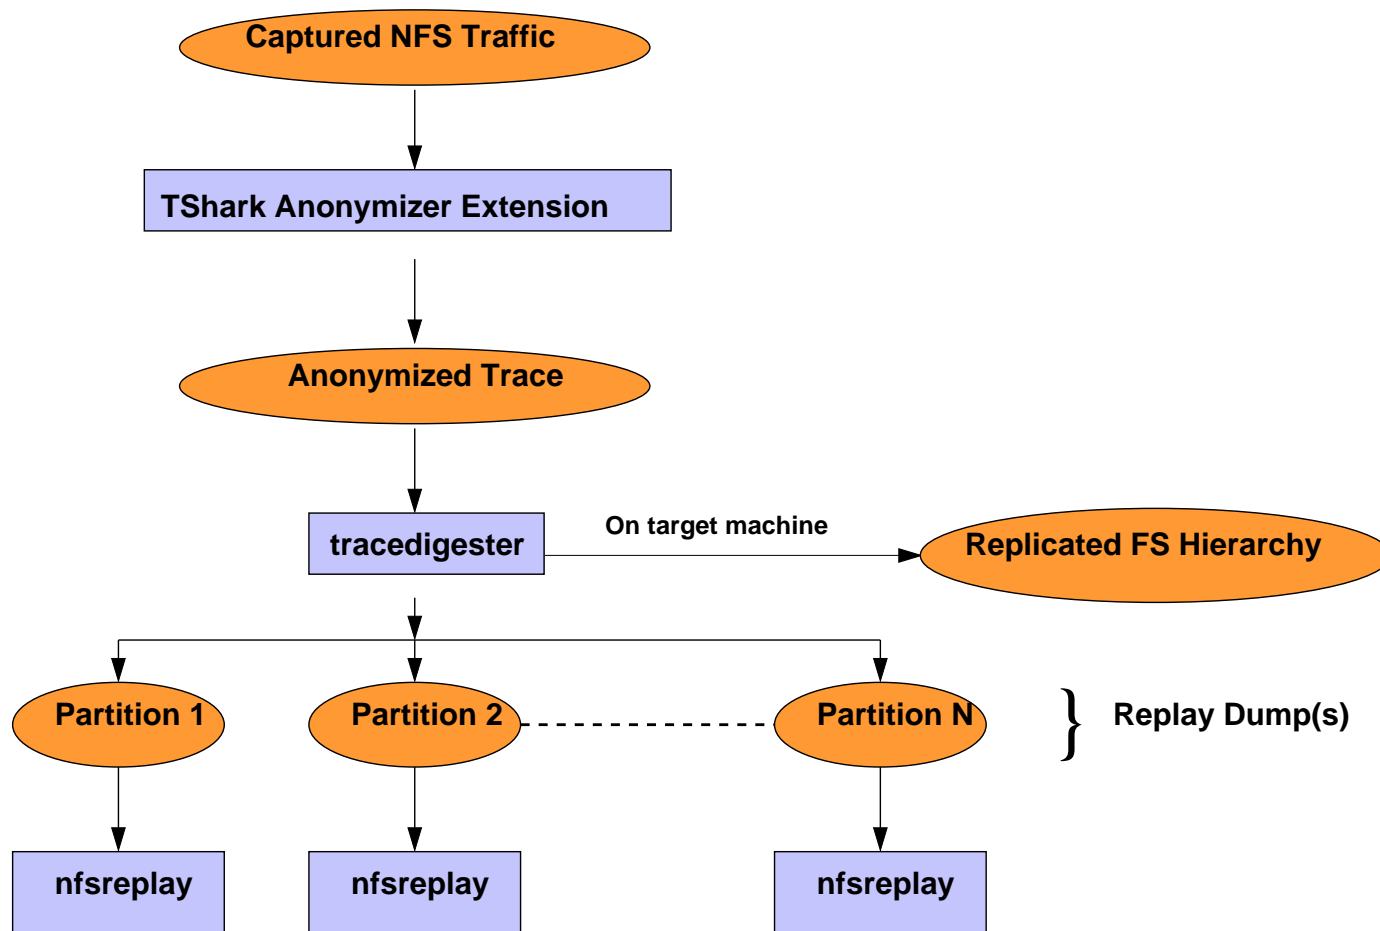 Captured NFS Traffic
TShark Anonymizer Extension
Anonymized Trace
tracedigester
On target machine
Replicated FS Hierarchy
Partition 1
Partition 2
Partition N
} Replay Dump(s)
nfsreplay
nfsreplay
nfsreplay